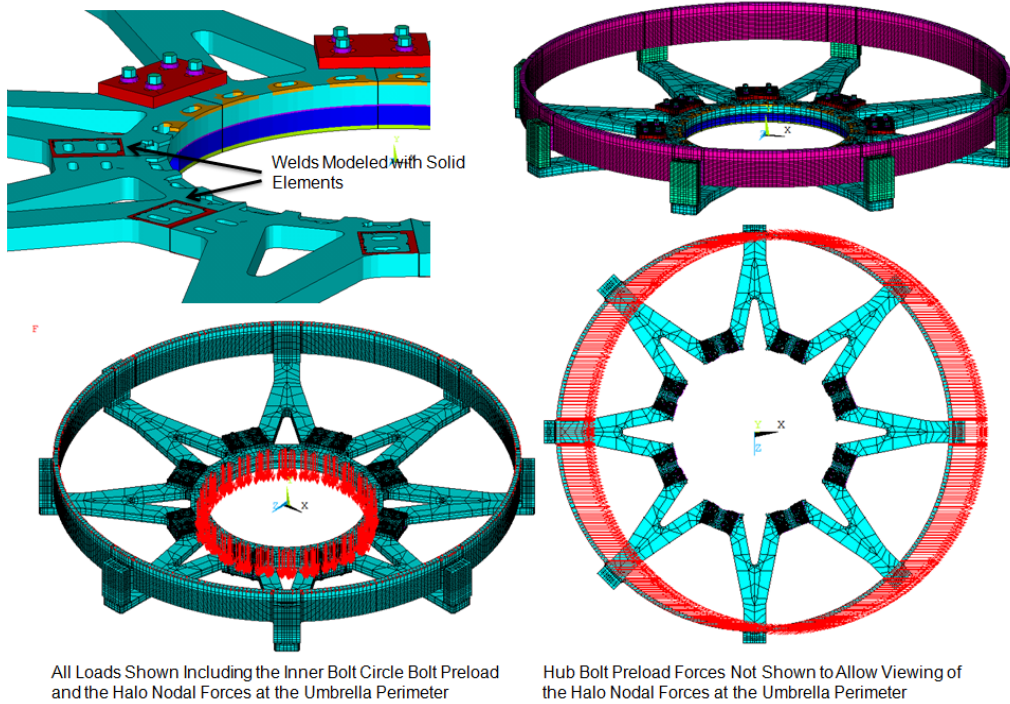 Welds Modeled with Solid
Elements
Y
Y
X
F
Y
Z
X
Y
X
Z
All Loads Shown Including the Inner Bolt Circle Bolt Preload
and the Halo Nodal Forces at the Umbrella Perimeter
Hub Bolt Preload Forces Not Shown to Allow Viewing of
the Halo Nodal Forces at the Umbrella Perimeter